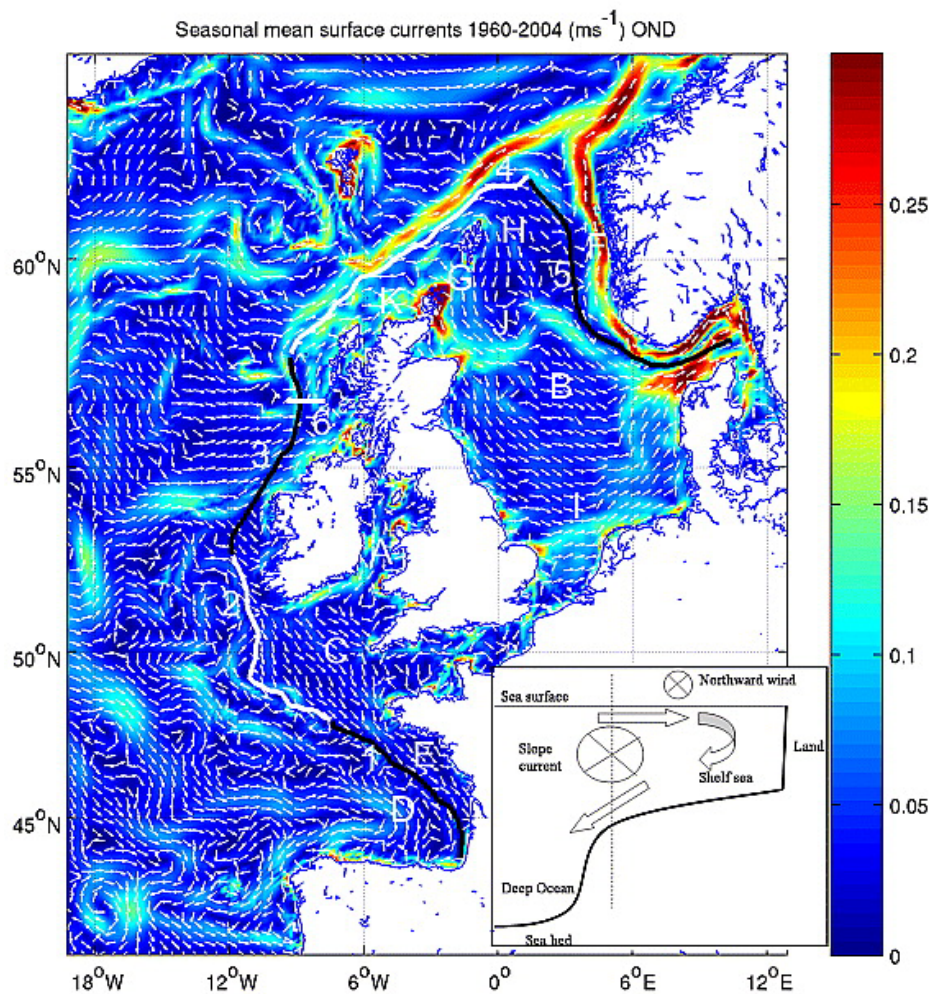 Seasonal mean surface currents 1960-2004 (ms⁻¹) OND
4
H
F
60°N
G
5
0.25
K
J
0.2
B
6
3
55°N
I
0.15
A
2
50°N
C
0.1
Northward wind
Sea surface
Slope
current
Land
Shelf sea
1
E
D
0.05
45°N
Deep Ocean
Sea bed
0
18°W
12°W
6°W
0°
6°E
12°E